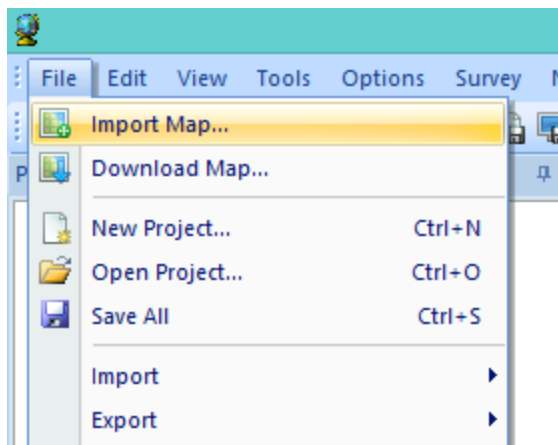 File Edit View Tools Options Survey
Import Map...
Download Map...
New Project... Ctrl+N
Open Project... Ctrl+O
Save All Ctrl+S
Import
Export